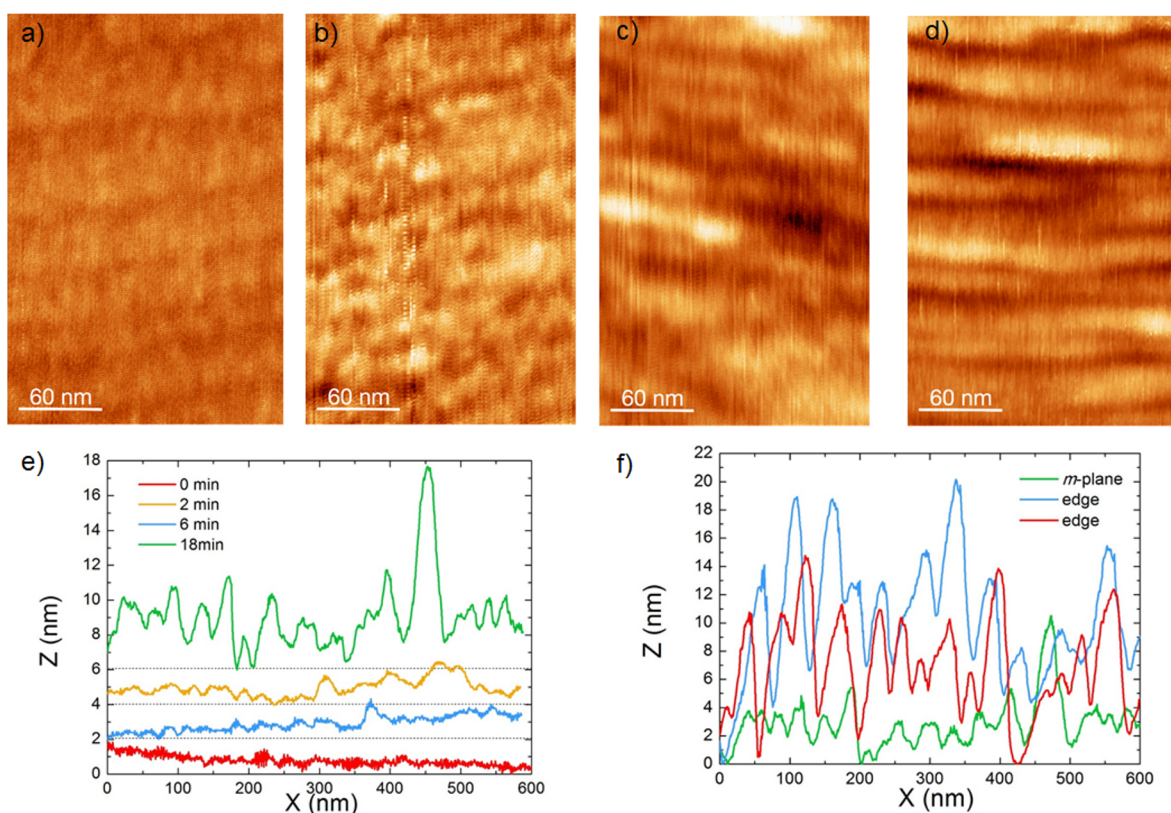 a)
b)
c)
d)
60 nm
60 nm
60 nm
60 nm
e)
18
16
14
12
10
8
6
4
2
0
Z (nm)
0 min
2 min
6 min
18min
0 100 200 300 400 500 600
X (nm)
f)
22
20
18
16
14
12
10
8
6
4
2
0
Z (nm)
m-plane
edge
edge
0 100 200 300 400 500 600
X (nm)